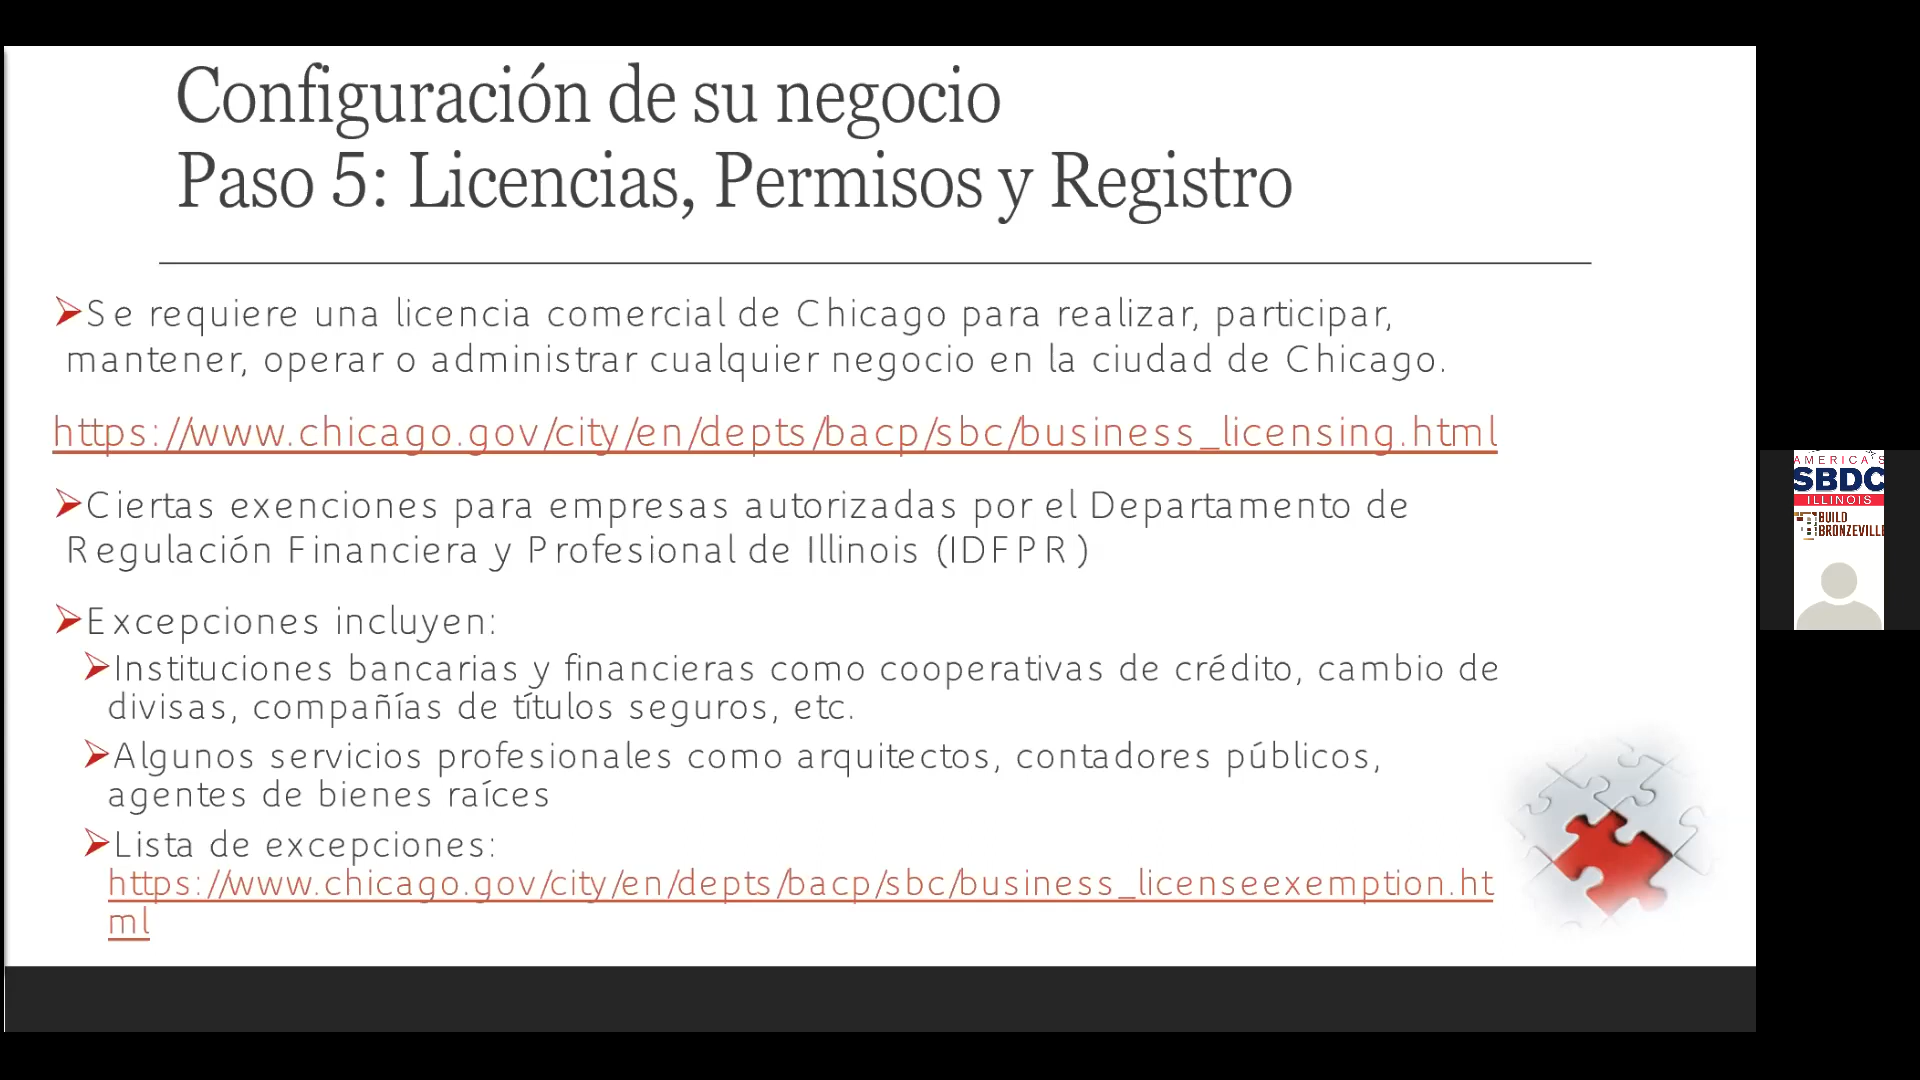 Configuración de su negocio
Paso 5: Licencias, Permisos y Registro
Se requiere una licencia comercial de Chicago para realizar, participar,
mantener, operar o administrar cualquier negocio en la ciudad de Chicago.
https://www.chicago.gov/city/en/depts/bacp/sbc/business_licensing.html
Ciertas exenciones para empresas autorizadas por el Departamento de
Regulación Financiera y Profesional de Illinois (IDFPR)
Excepciones incluyen:
Instituciones bancarias y financieras como cooperativas de crédito, cambio de
divisas, compañías de títulos seguros, etc.
Algunos servicios profesionales como arquitectos, contadores públicos,
agentes de bienes raíces
Lista de excepciones:
https://www.chicago.gov/city/en/depts/bacp/sbc/business_licenseexemption.ht
ml
AMERICA'S
SBDC
ILLINOIS
BUILD
BRONZEVILLE